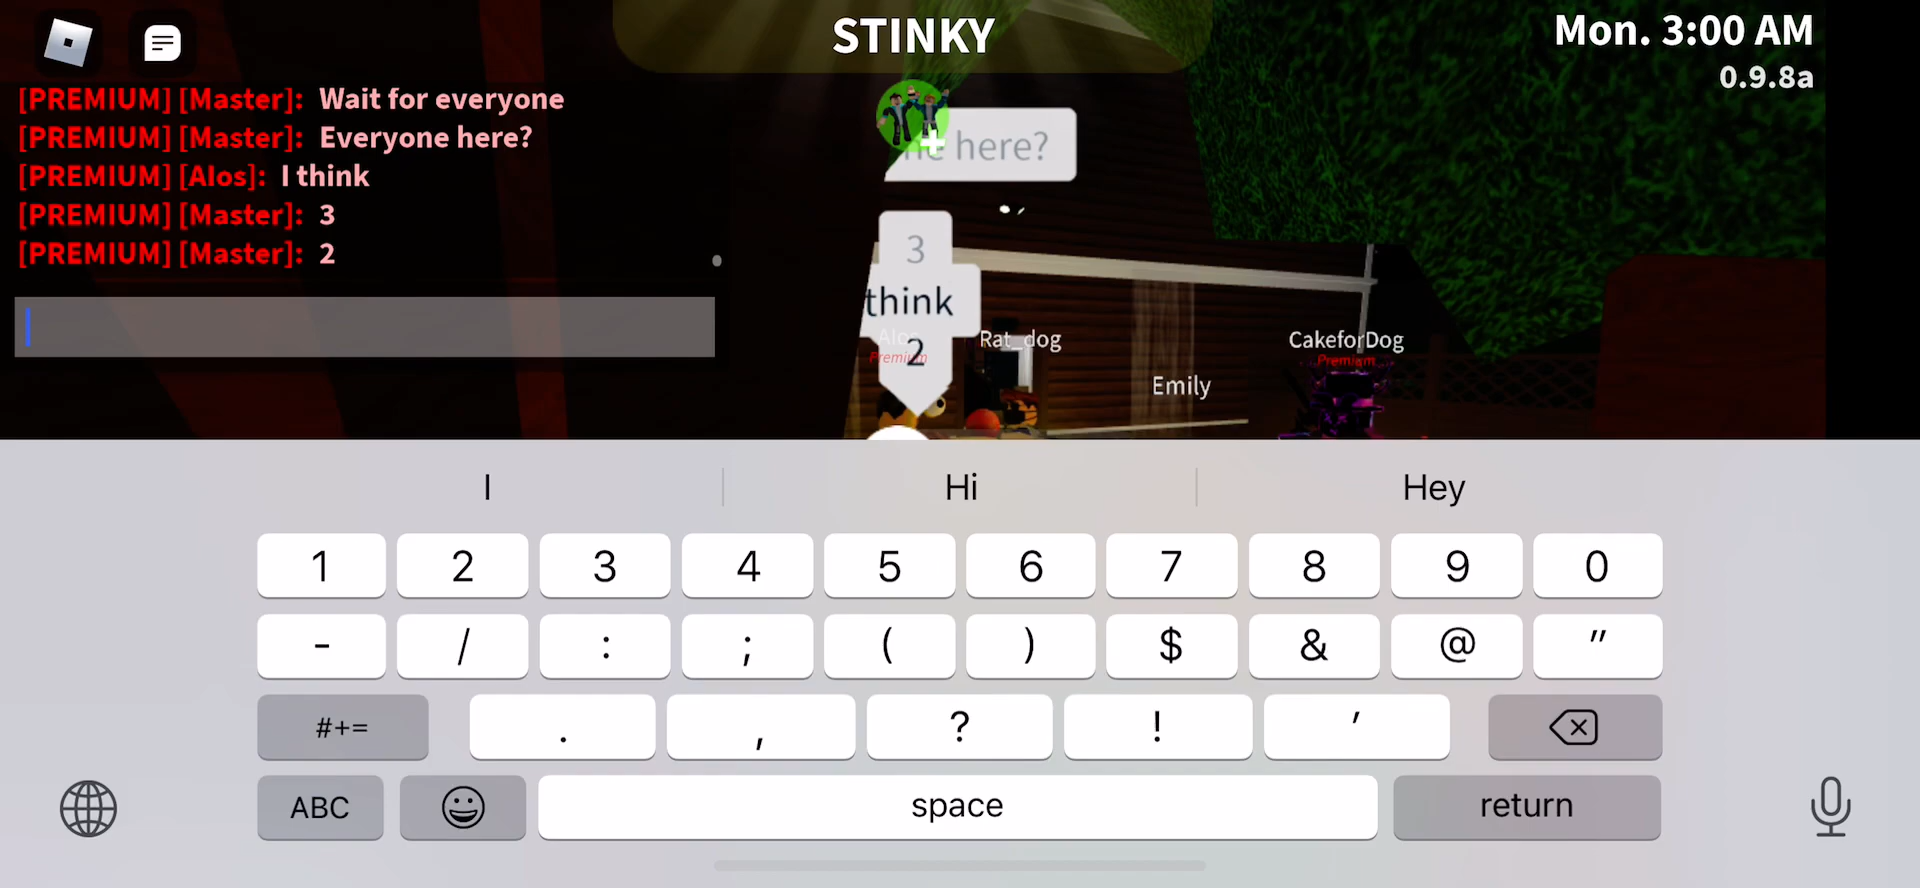 STINKY
Mon. 3:00 AM
0.9.8a
[PREMIUM] [Master]: Wait for everyone
[PREMIUM] [Master]: Everyone here?
[PREMIUM] [Alos]: I think
[PREMIUM] [Master]: 3
[PREMIUM] [Master]: 2
here?
3
think
2
Alos
Premium
Rat_dog
CakeforDog
Premium
Emily
I Hi Hey
1 2 3 4 5 6 7 8 9 0
- / : ; ( ) $ & @ "
#+= . , ? ! '
ABC space return